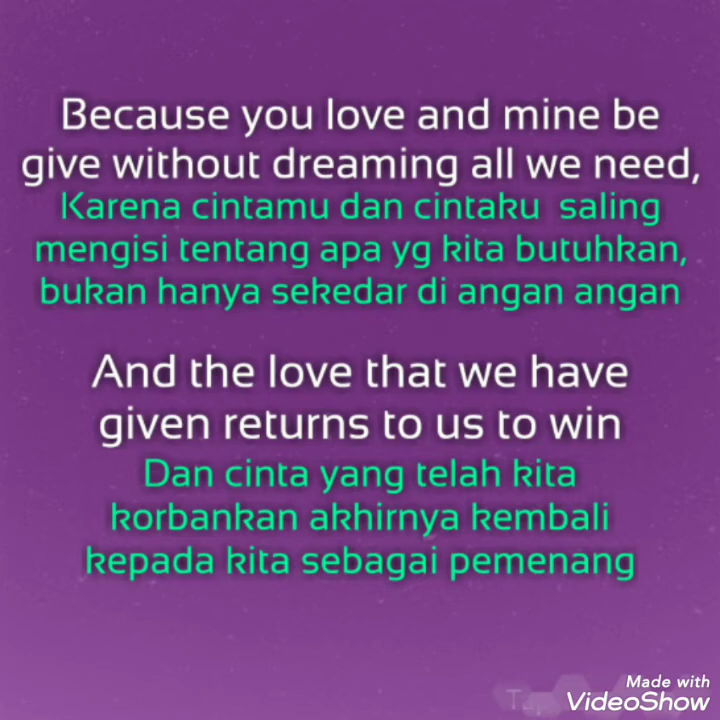 Because you love and mine be
give without dreaming all we need,
Karena cintamu dan cintaku saling
mengisi tentang apa yg kita butuhkan,
bukan hanya sekedar di angan angan
And the love that we have
given returns to us to win
Dan cinta yang telah kita
korbankan akhirnya kembali
kepada kita sebagai pemenang
Made with
VideoShow